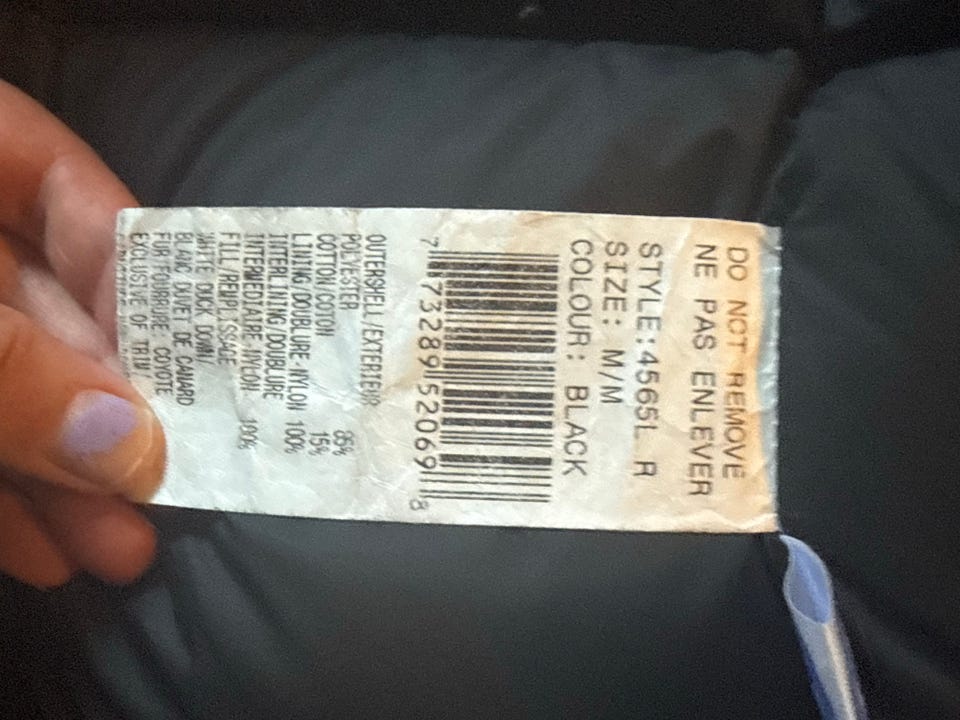 DO NOT REMOVE
NE PAS ENLEVER
STYLE:4565L R
SIZE: M/M
COLOUR: BLACK
7 73289 52069 8
OUTERSHELL/EXTERIEUR
POLYESTER 85%
COTTON/COTON 15%
LINING/DOUBLURE-NYLON 100%
INTERLINING/DOUBLURE
INTERMEDIAIRE NYLON 100%
FILL/REMPLISSAGE
WHITE DUCK DOWN
BLANC DUVET DE CANARD
FUR/FOURRURE: COYOTE
EXCLUSIVE OF TRIM